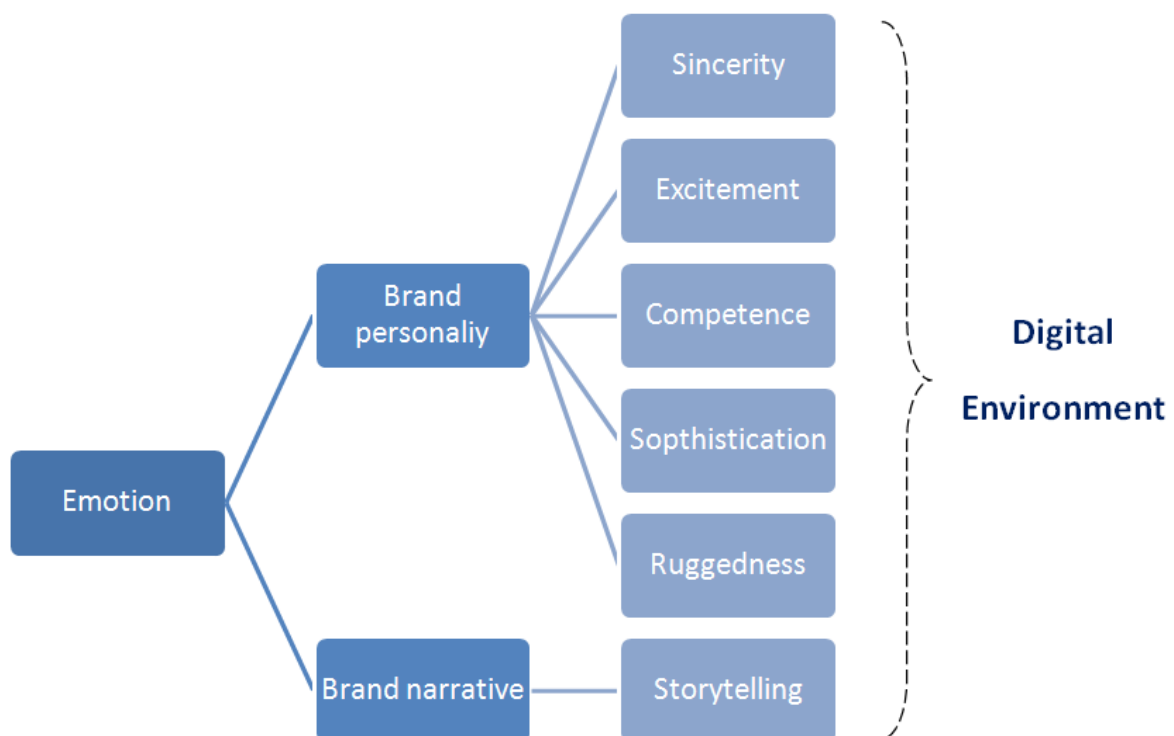 Sincerity
Excitement
Brand
personaliy
Competence
Digital
Environment
Sopthistication
Emotion
Ruggedness
Brand narrative
Storytelling